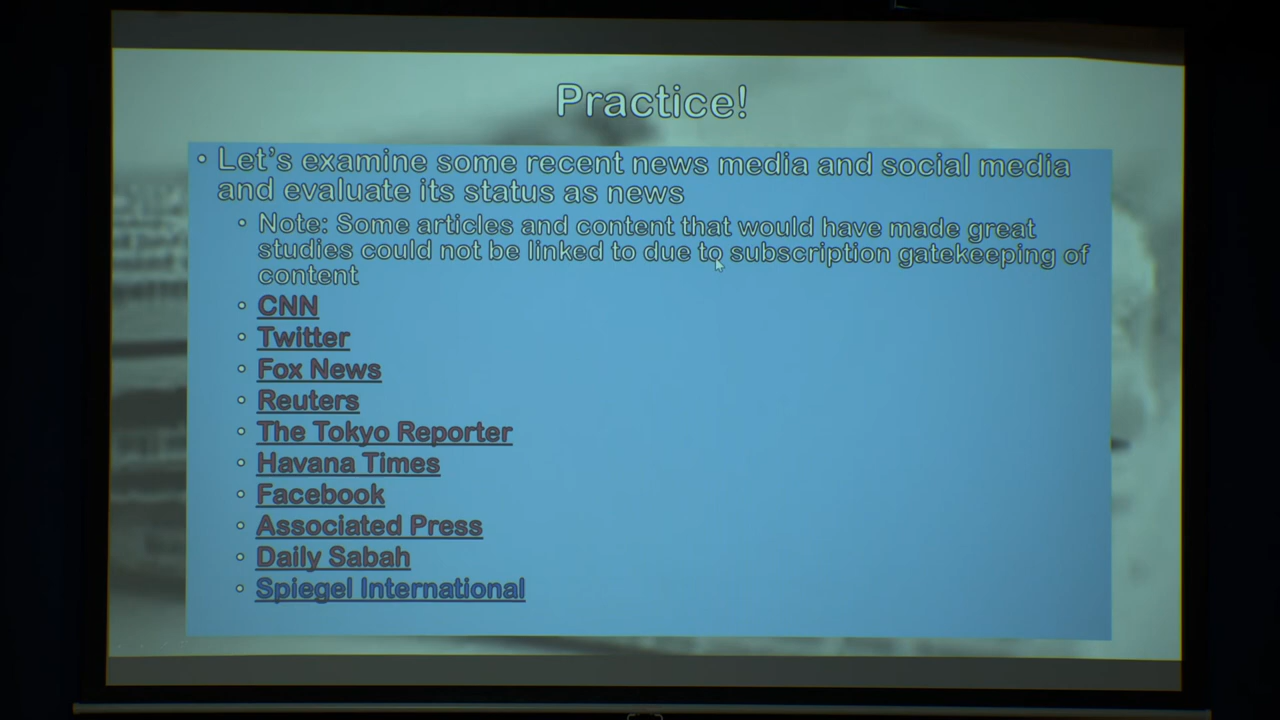 Practice!
Let's examine some recent news media and social media
and evaluate its status as news
Note: Some articles and content that would have made great
studies could not be linked to due to subscription gatekeeping of
content
CNN
Twitter
Fox News
Reuters
The Tokyo Reporter
Havana Times
Facebook
Associated Press
Daily Sabah
Spiegel International